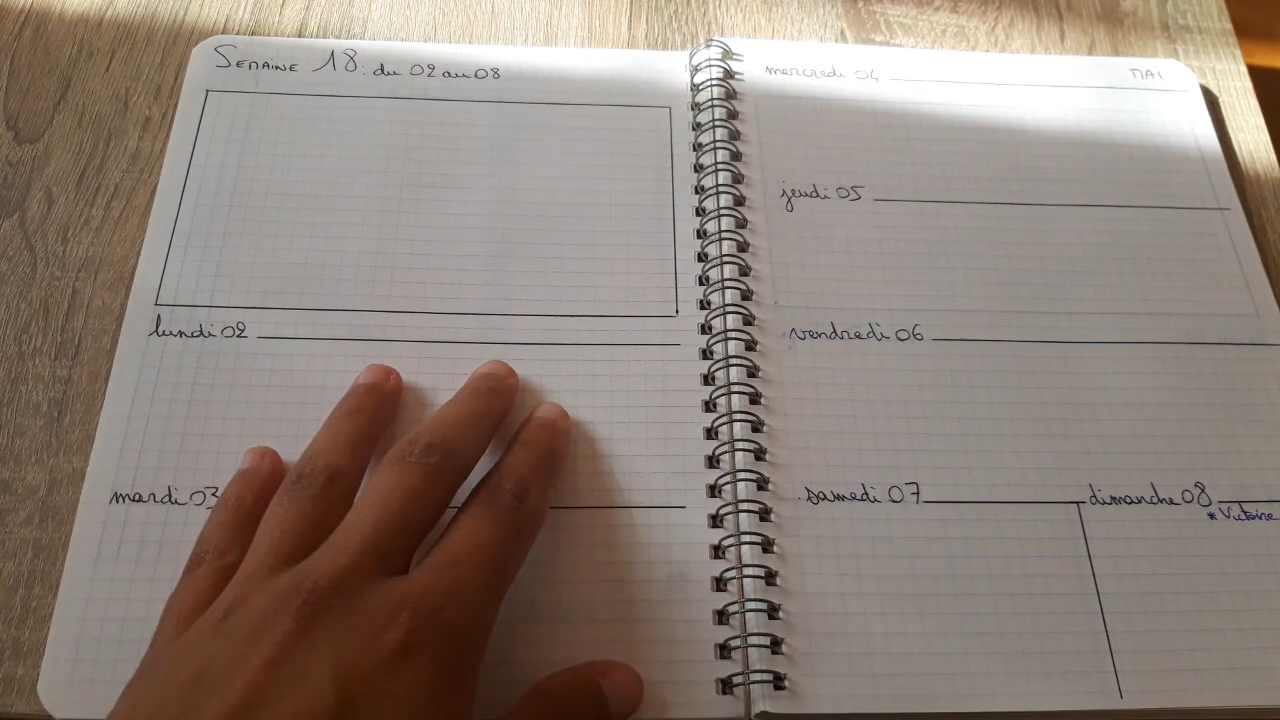 SEMAINE 18: du 02 au 08
lundi 02
mardi 03
mercredi 04
MAI
jeudi 05
vendredi 06
samedi 07
dimanche 08
* Victoire